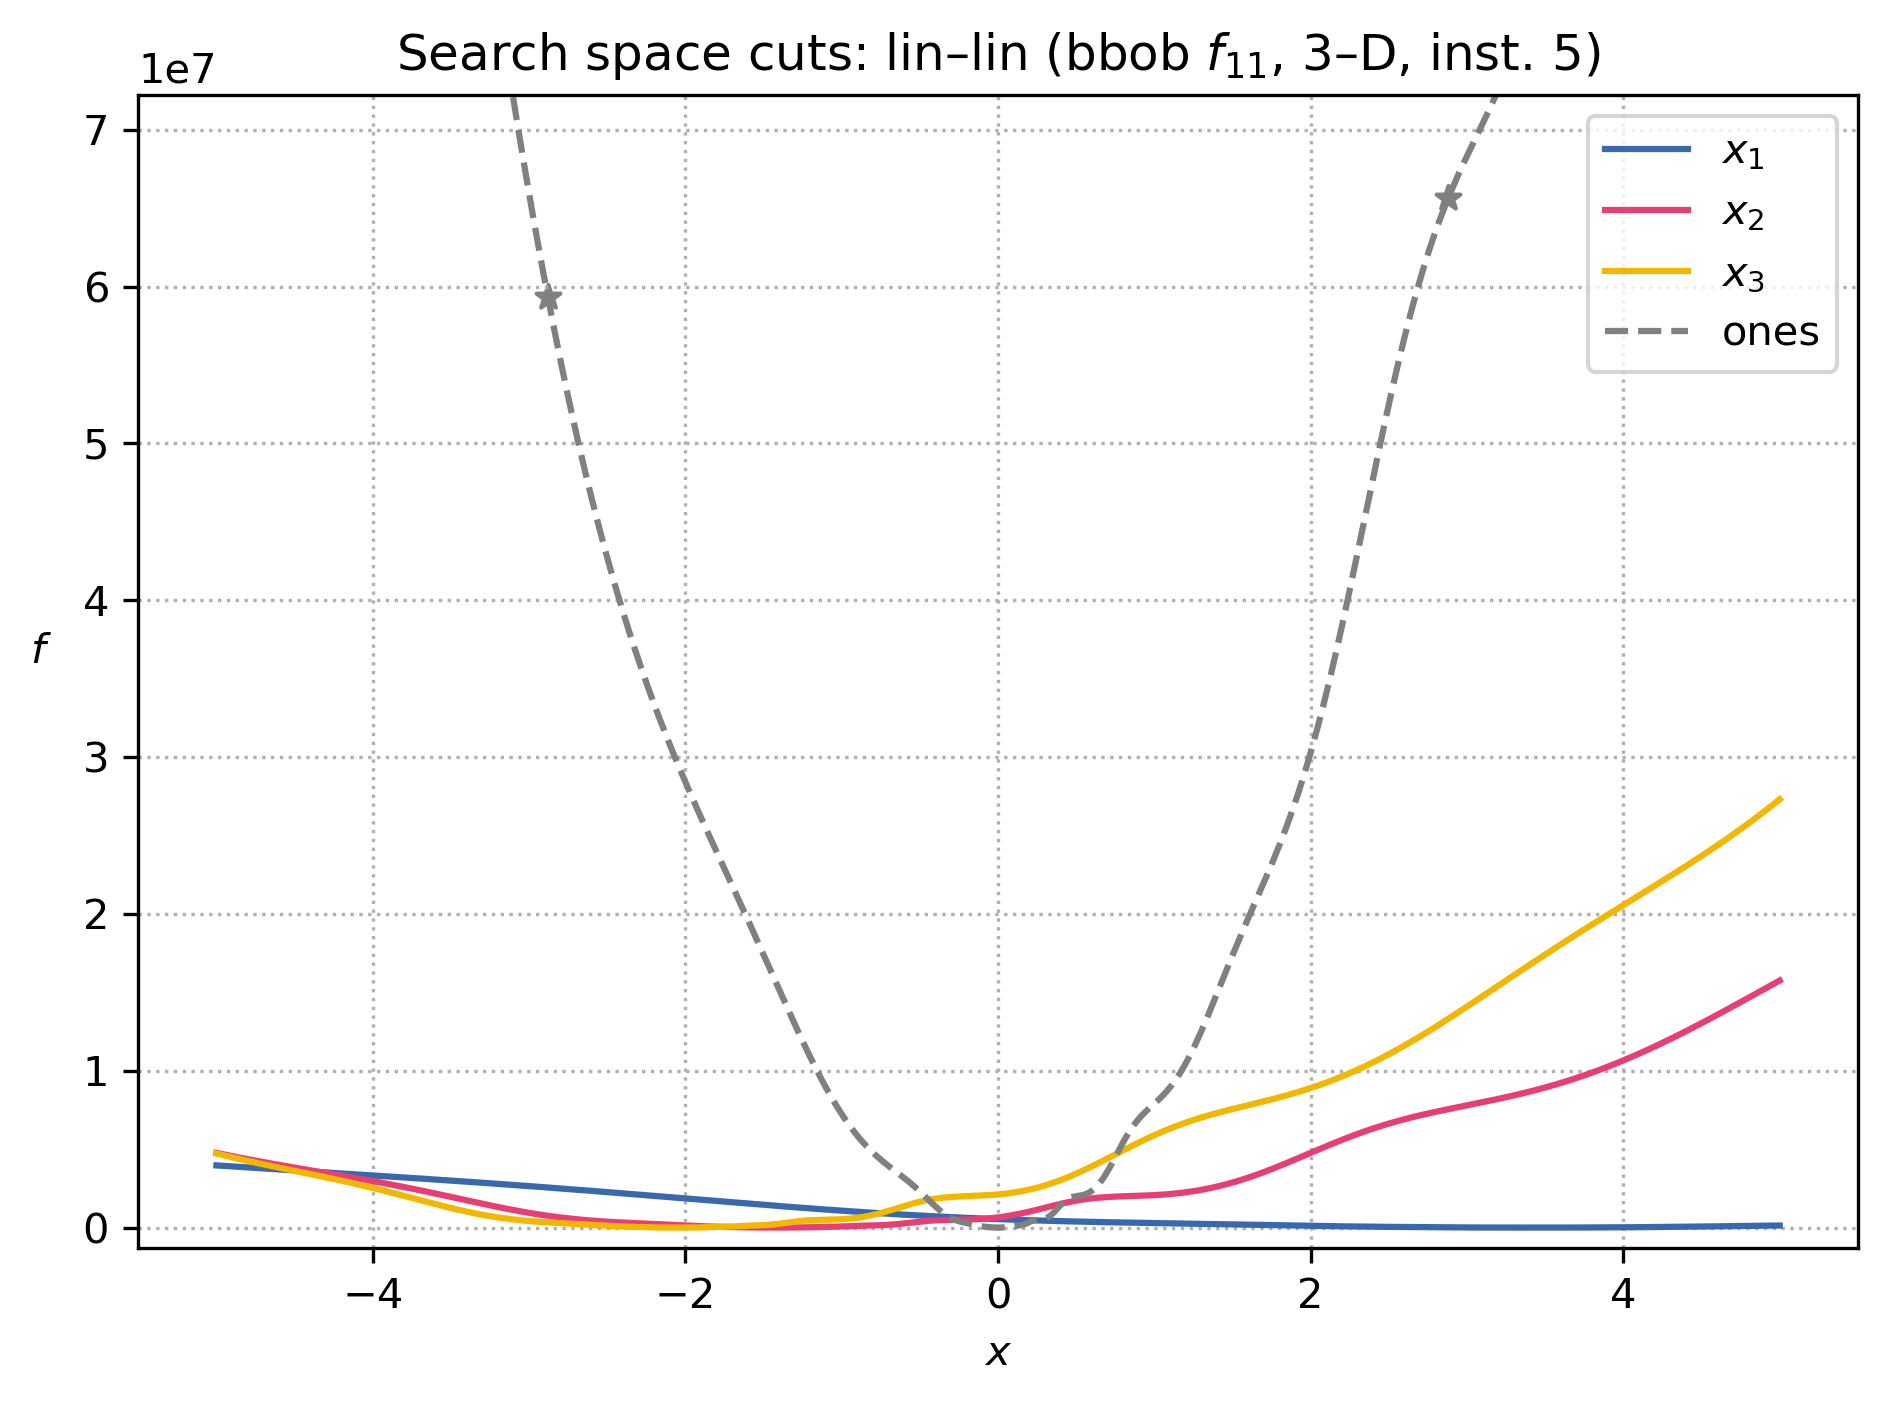 Search space cuts: lin–lin (bbob f₁₁, 3–D, inst. 5)
1e7
7
6
5
4
3
2
1
0
f
−4
−2
0
2
4
x
x₁
x₂
x₃
ones